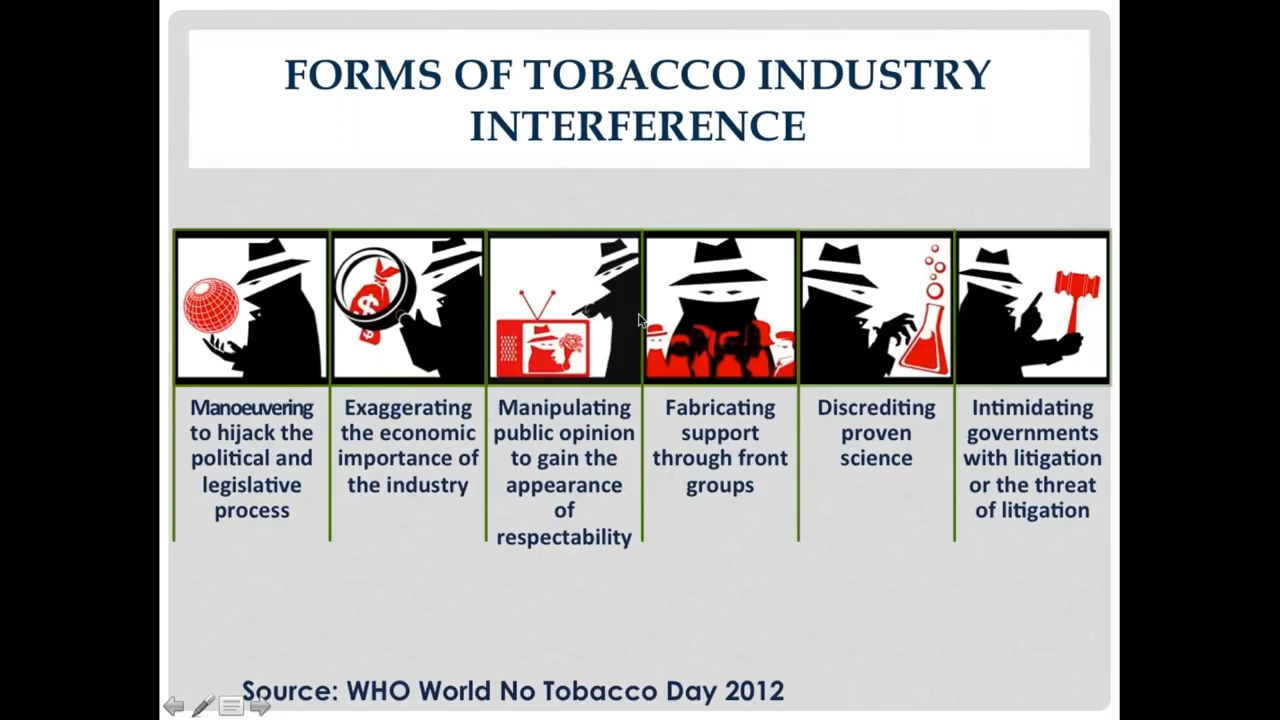 FORMS OF TOBACCO INDUSTRY
INTERFERENCE
Manoeuvering
to hijack the
political and
legislative
process
Exaggerating
the economic
importance of
the industry
Manipulating
public opinion
to gain the
appearance
of
respectability
Fabricating
support
through front
groups
Discrediting
proven
science
Intimidating
governments
with litigation
or the threat
of litigation
Source: WHO World No Tobacco Day 2012